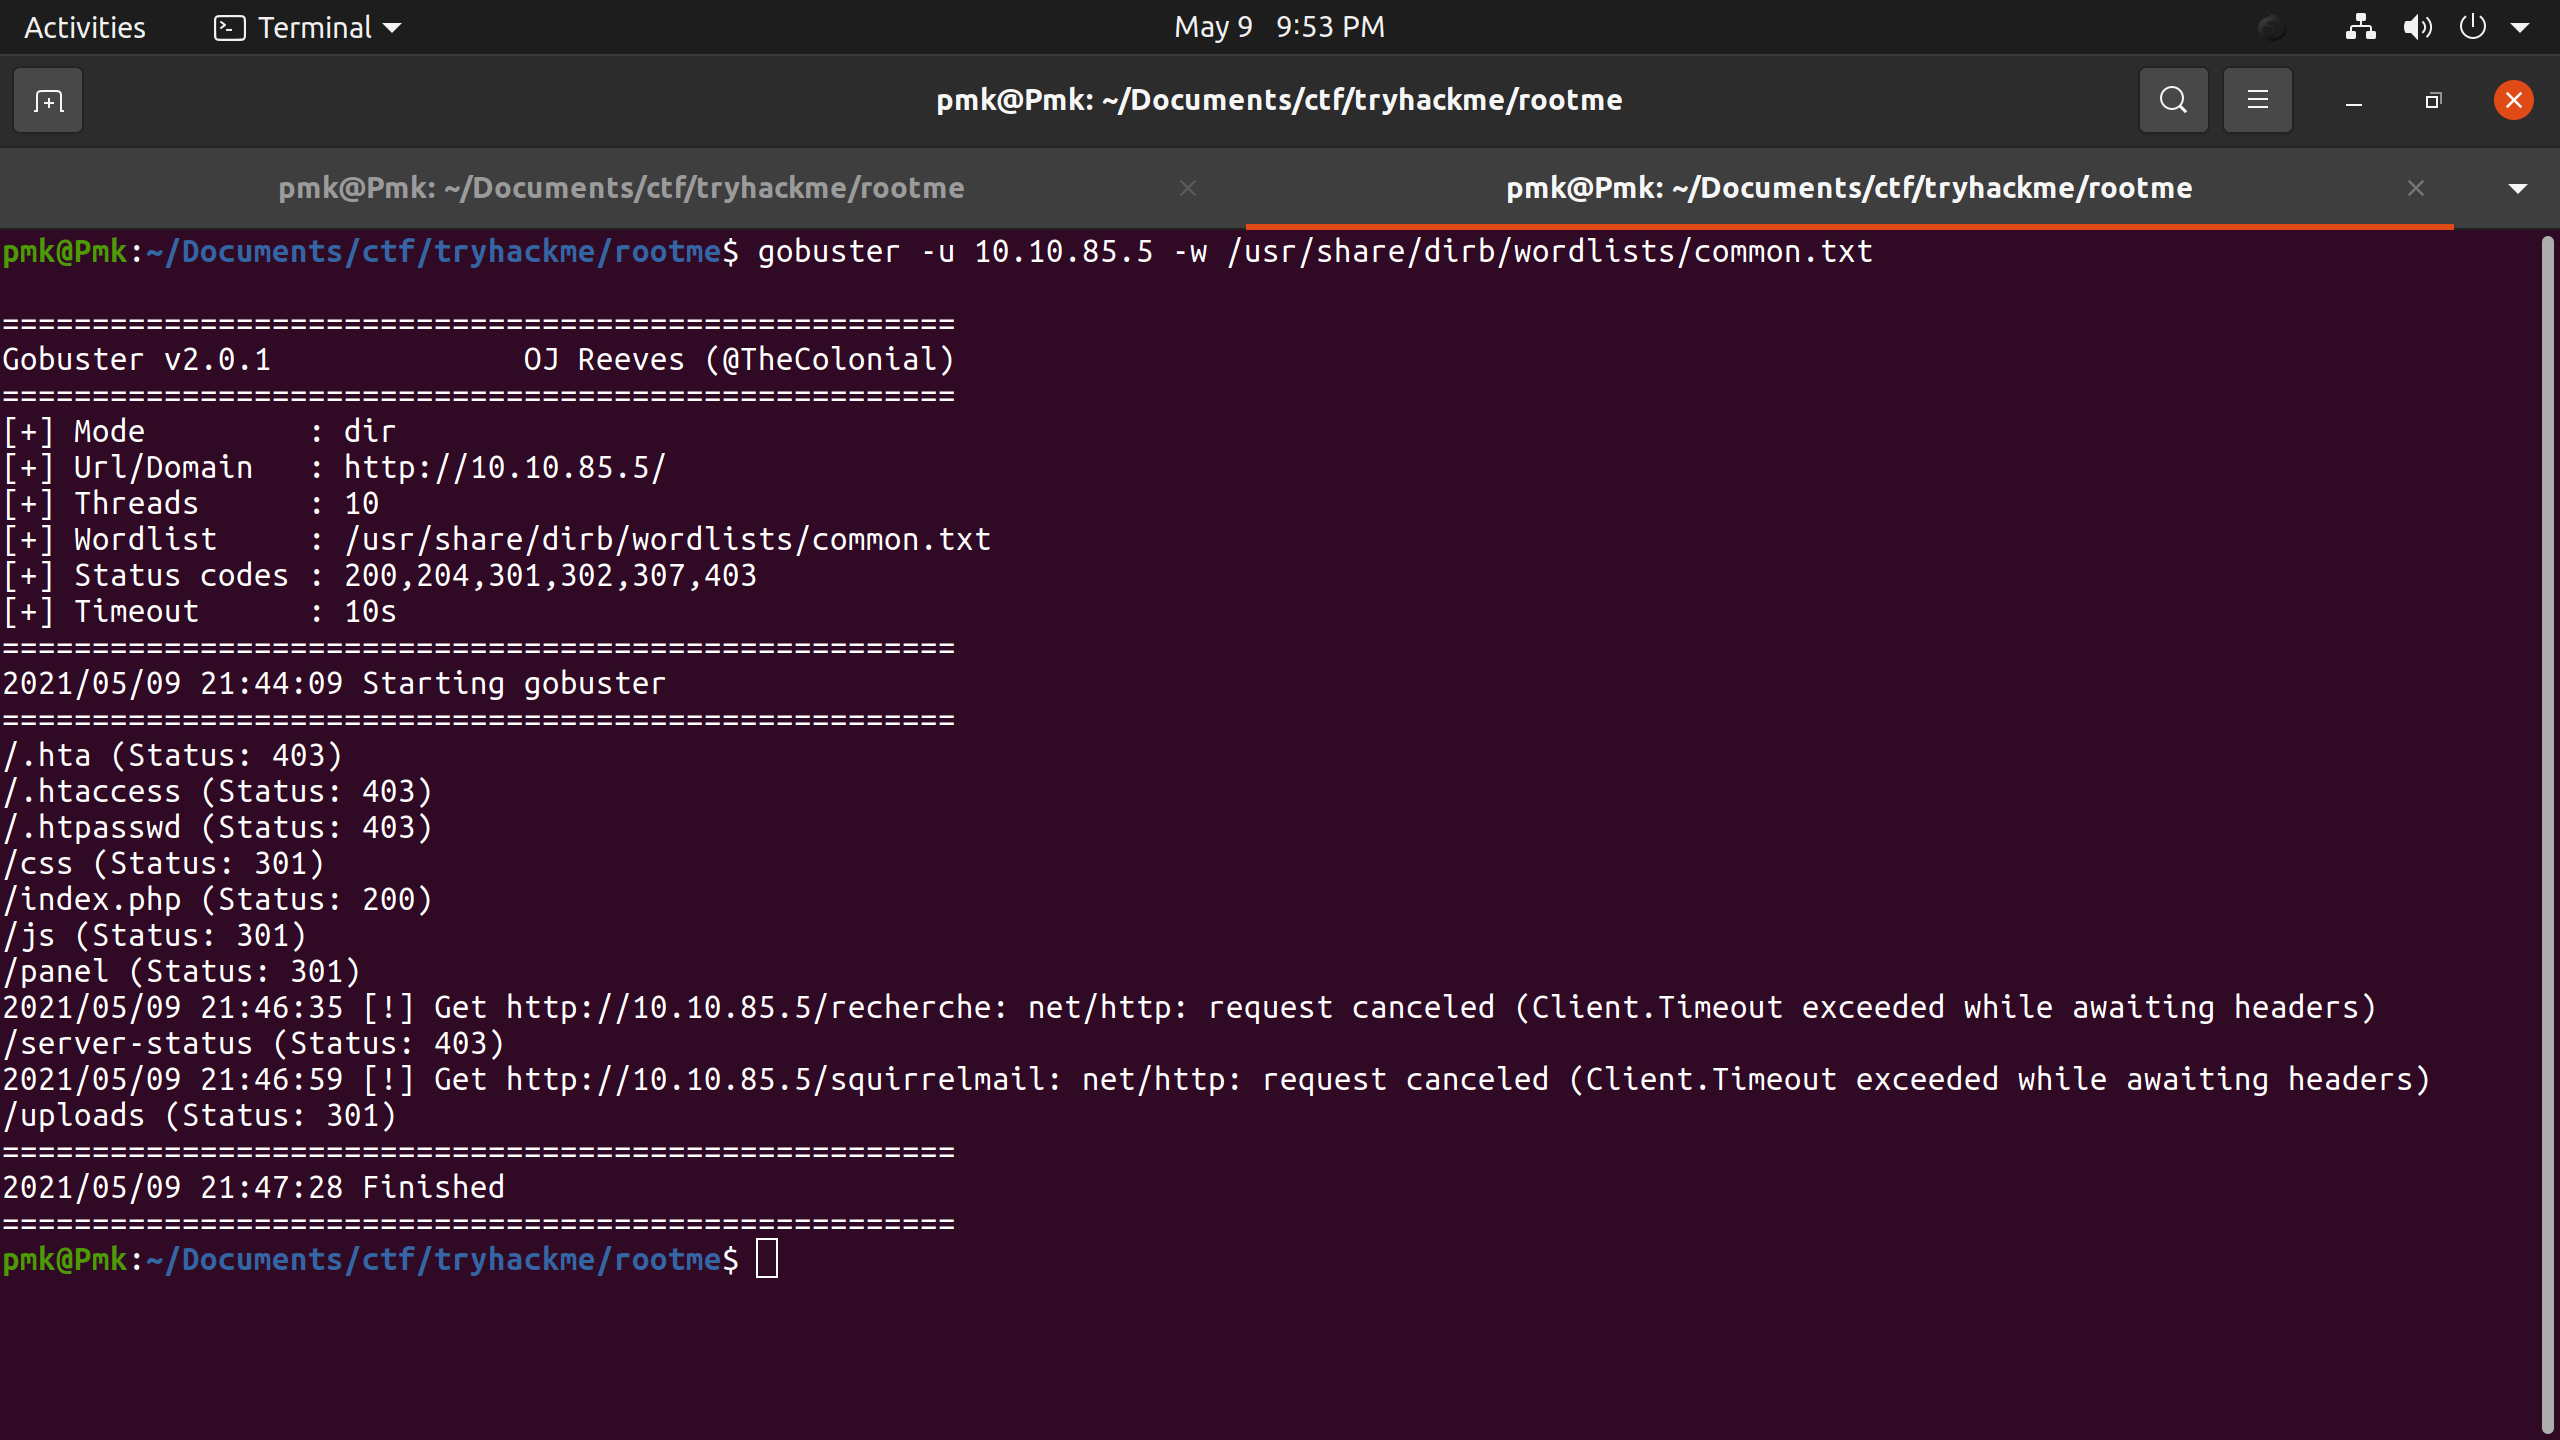 Activities Terminal May 9 9:53 PM
pmk@Pmk: ~/Documents/ctf/tryhackme/rootme
pmk@Pmk: ~/Documents/ctf/tryhackme/rootme pmk@Pmk: ~/Documents/ctf/tryhackme/rootme
pmk@Pmk:~/Documents/ctf/tryhackme/rootme$ gobuster -u 10.10.85.5 -w /usr/share/dirb/wordlists/common.txt
=====================================================
Gobuster v2.0.1              OJ Reeves (@TheColonial)
=====================================================
[+] Mode         : dir
[+] Url/Domain   : http://10.10.85.5/
[+] Threads      : 10
[+] Wordlist     : /usr/share/dirb/wordlists/common.txt
[+] Status codes : 200,204,301,302,307,403
[+] Timeout      : 10s
=====================================================
2021/05/09 21:44:09 Starting gobuster
=====================================================
/.hta (Status: 403)
/.htaccess (Status: 403)
/.htpasswd (Status: 403)
/css (Status: 301)
/index.php (Status: 200)
/js (Status: 301)
/panel (Status: 301)
2021/05/09 21:46:35 [!] Get http://10.10.85.5/recherche: net/http: request canceled (Client.Timeout exceeded while awaiting headers)
/server-status (Status: 403)
2021/05/09 21:46:59 [!] Get http://10.10.85.5/squirrelmail: net/http: request canceled (Client.Timeout exceeded while awaiting headers)
/uploads (Status: 301)
=====================================================
2021/05/09 21:47:28 Finished
=====================================================
pmk@Pmk:~/Documents/ctf/tryhackme/rootme$